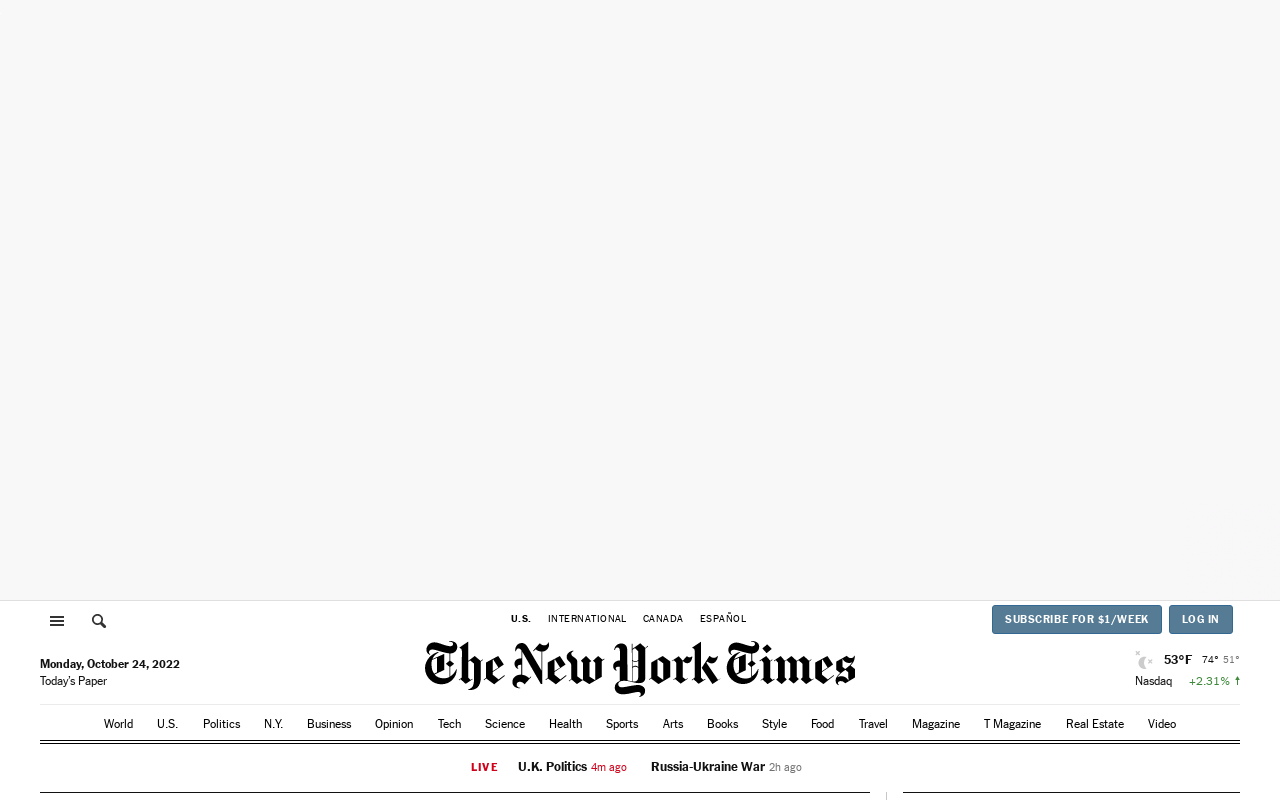 U.S. INTERNATIONAL CANADA ESPAÑOL
SUBSCRIBE FOR $1/WEEK LOG IN
Monday, October 24, 2022
Today's Paper
The New York Times
53°F 74° 51°
Nasdaq +2.31% ↑
World U.S. Politics N.Y. Business Opinion Tech Science Health Sports Arts Books Style Food Travel Magazine T Magazine Real Estate Video
LIVE U.K. Politics 4m ago Russia-Ukraine War 2h ago